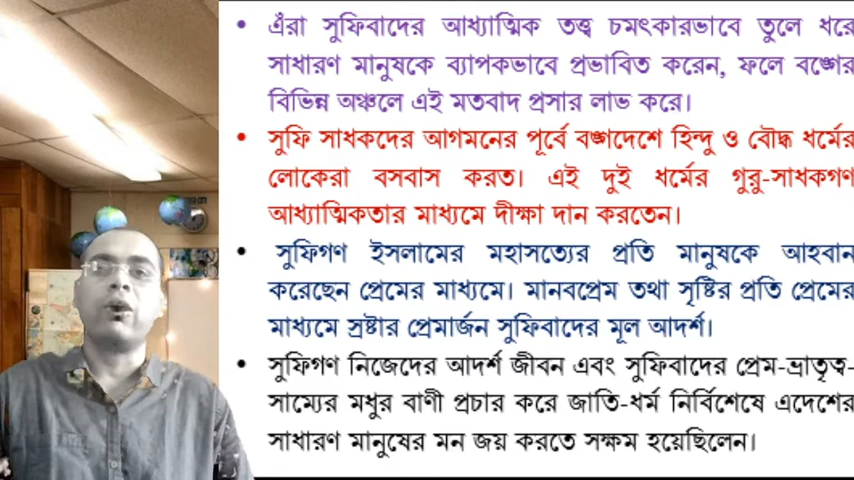 • এঁরা সুফিবাদের আধ্যাত্মিক তত্ত্ব চমৎকারভাবে তুলে ধরে
সাধারণ মানুষকে ব্যাপকভাবে প্রভাবিত করেন, ফলে বঙ্গের
বিভিন্ন অঞ্চলে এই মতবাদ প্রসার লাভ করে।
• সুফি সাধকদের আগমনের পূর্বে বঙ্গদেশে হিন্দু ও বৌদ্ধ ধর্মের
লোকেরা বসবাস করত। এই দুই ধর্মের গুরু-সাধকগণ
আধ্যাত্মিকতার মাধ্যমে দীক্ষা দান করতেন।
• সুফিগণ ইসলামের মহাসত্যের প্রতি মানুষকে আহবান
করেছেন প্রেমের মাধ্যমে। মানবপ্রেম তথা সৃষ্টির প্রতি প্রেমের
মাধ্যমে স্রষ্টার প্রেমার্জন সুফিবাদের মূল আদর্শ।
• সুফিগণ নিজেদের আদর্শ জীবন এবং সুফিবাদের প্রেম-ভ্রাতৃত্ব-
সাম্যের মধুর বাণী প্রচার করে জাতি-ধর্ম নির্বিশেষে এদেশের
সাধারণ মানুষের মন জয় করতে সক্ষম হয়েছিলেন।